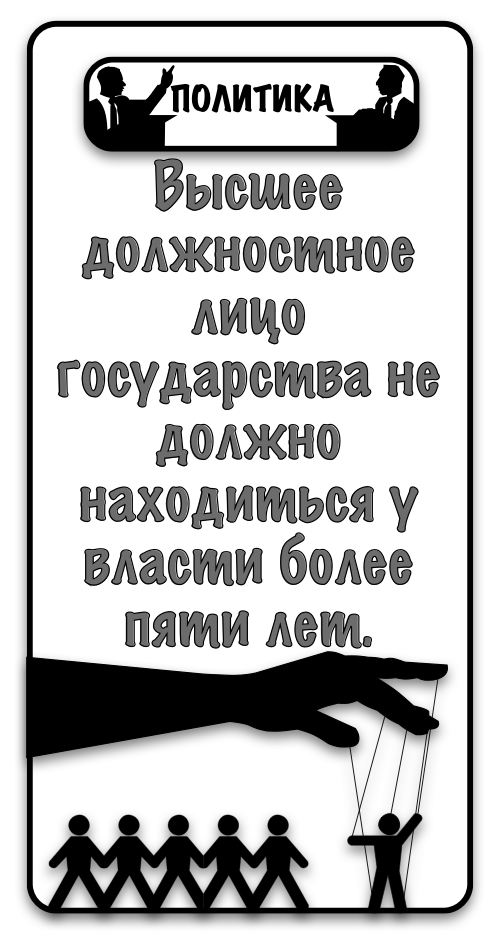 ПОЛИТИКА
Высшее
должностное
лицо
государства не
должно
находиться у
власти более
пяти лет.